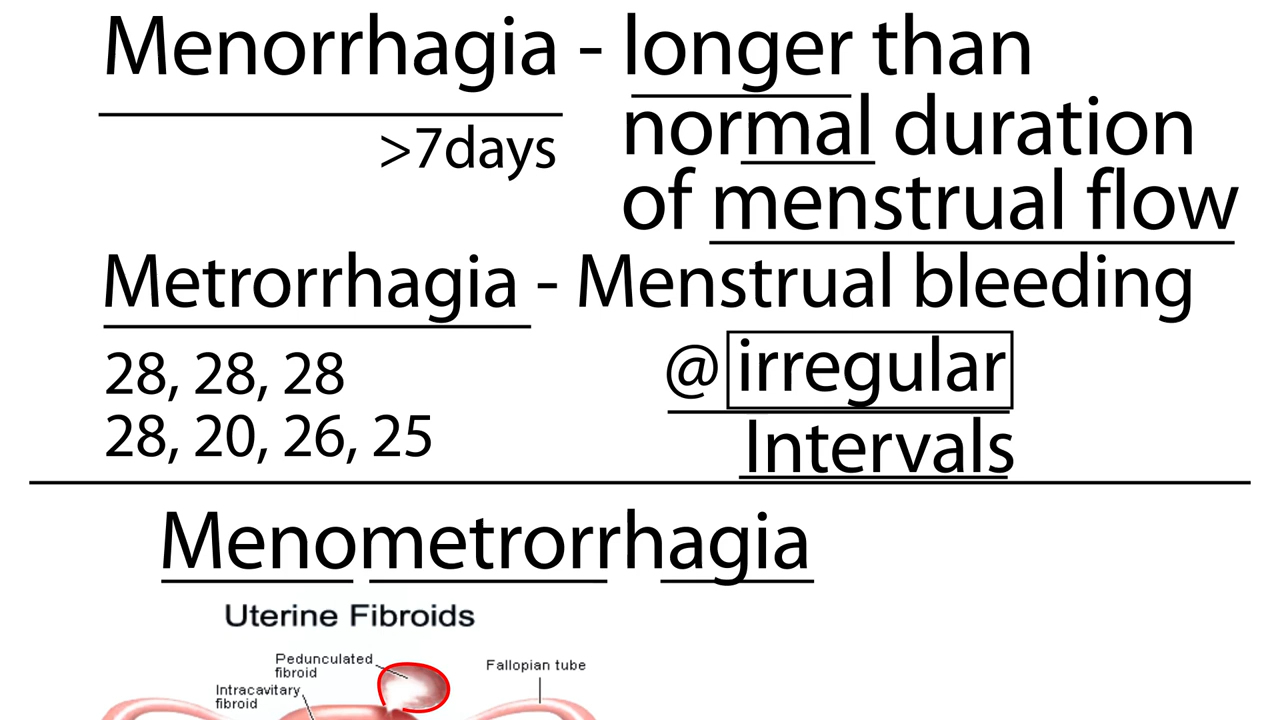 Menorrhagia - longer than
>7days normal duration
of menstrual flow
Metrorrhagia - Menstrual bleeding
28, 28, 28 @ irregular
28, 20, 26, 25 Intervals
Menometrorrhagia
Uterine Fibroids
Pedunculated
fibroid
Fallopian tube
Intracavitary
fibroid